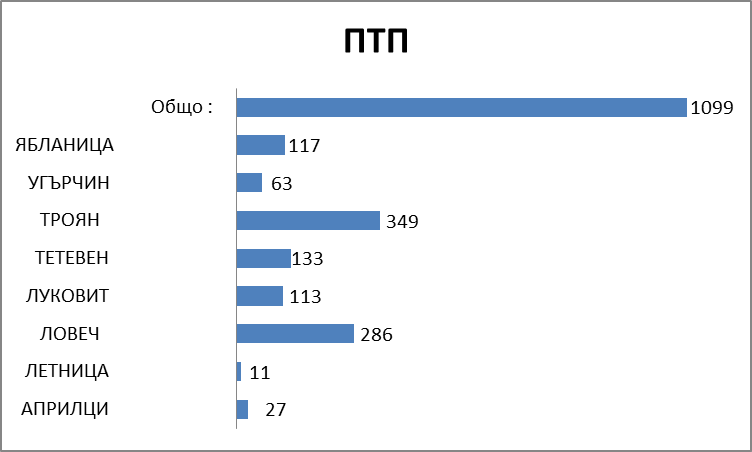 ПТП
Общо : 1099
ЯБЛАНИЦА 117
УГЪРЧИН 63
ТРОЯН 349
ТЕТЕВЕН 133
ЛУКОВИТ 113
ЛОВЕЧ 286
ЛЕТНИЦА 11
АПРИЛЦИ 27